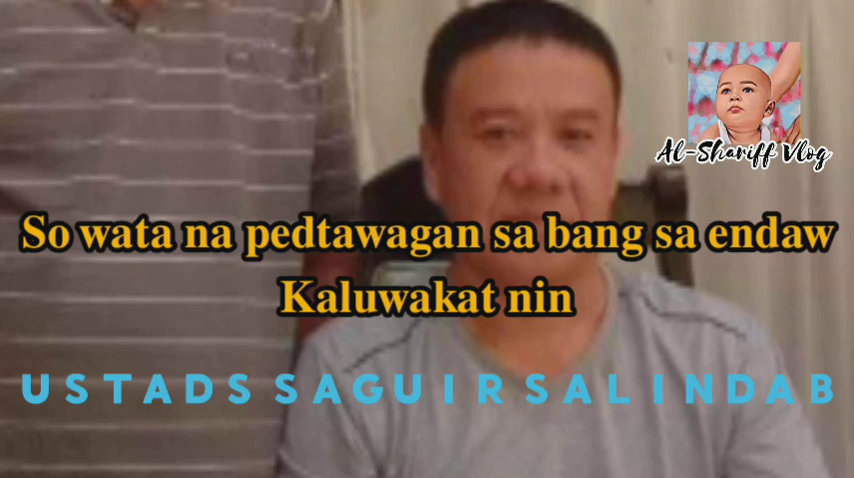 Al-Shariff Vlog
So wata na pedtawagan sa bang sa endaw
Kaluwakat nin
USTADS SAGUIR SALINDAB